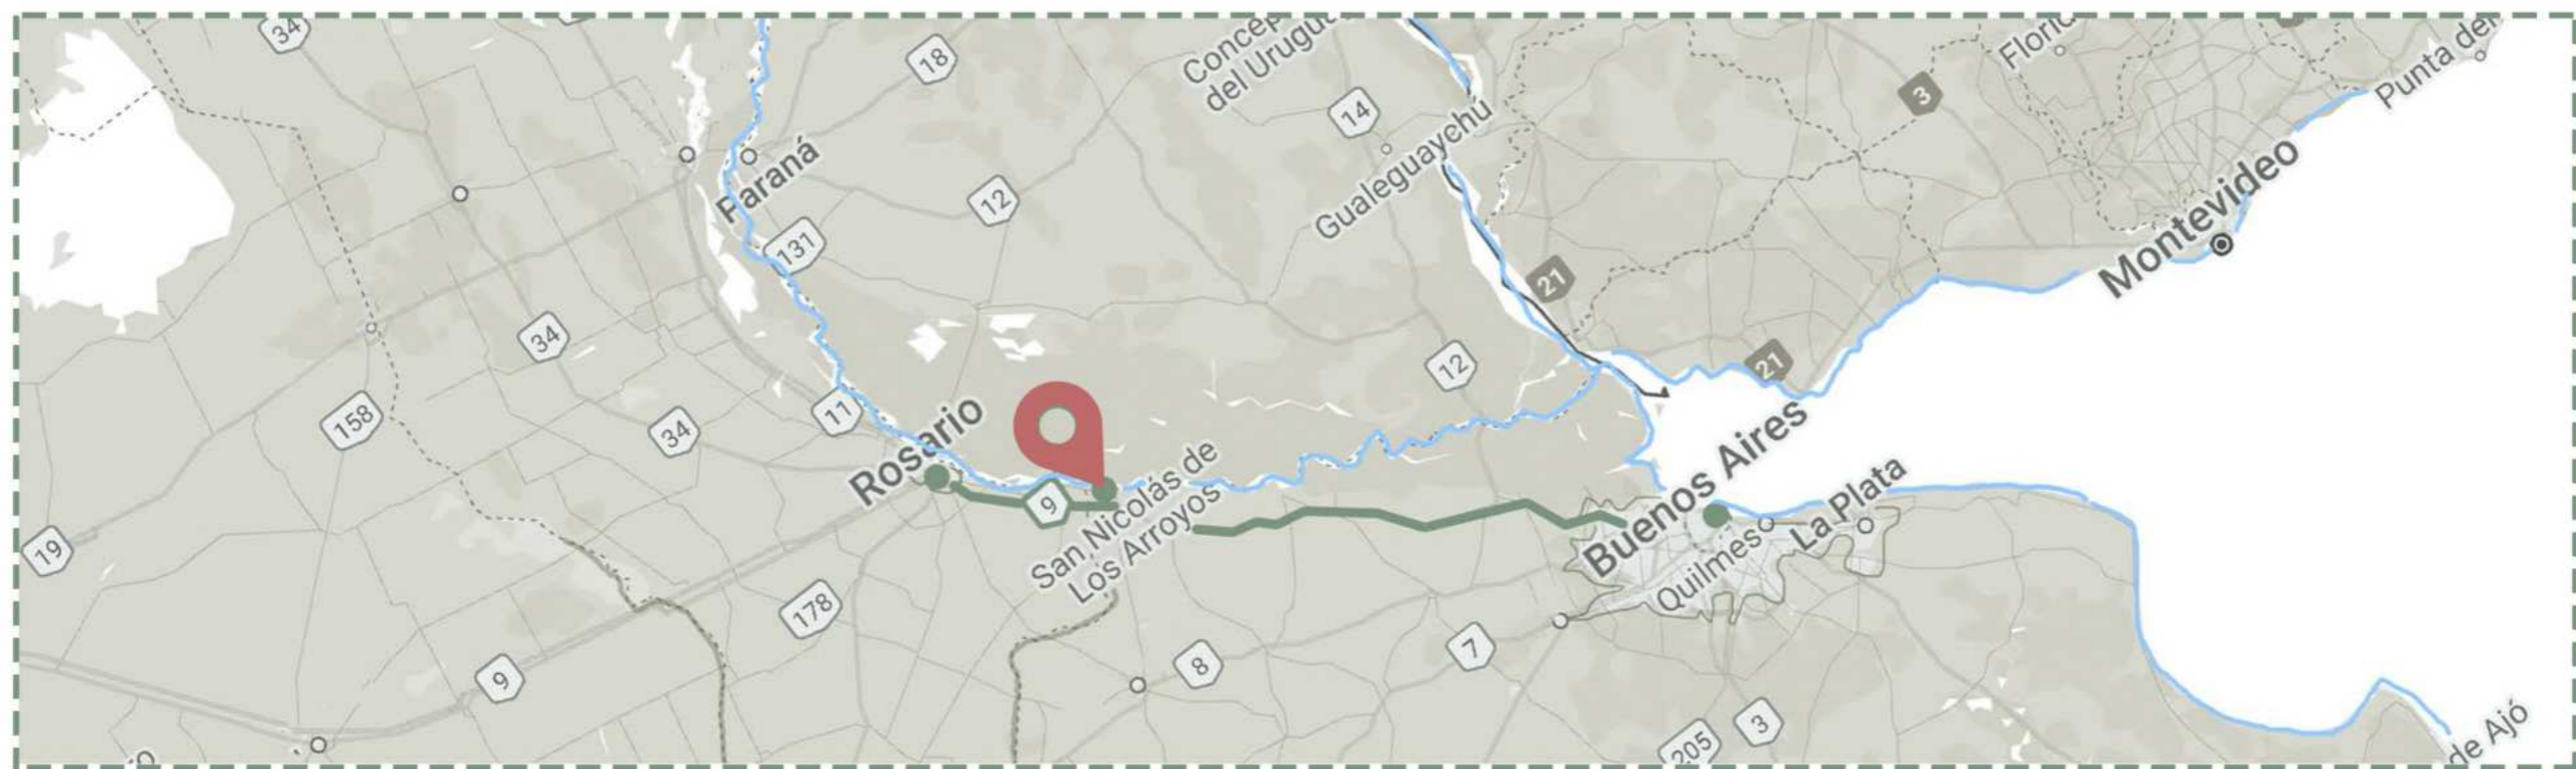 34
18
Concep
del Urugua
14
Florid
3
Punta del
Paraná
131
12
Gualeguaychú
21
Montevideo
34
12
21
158
34
11
Rosario
9
San Nicolás de
Los Arroyos
Buenos Aires
La Plata
Quilmes
19
178
9
8
7
205
3
de Ajó